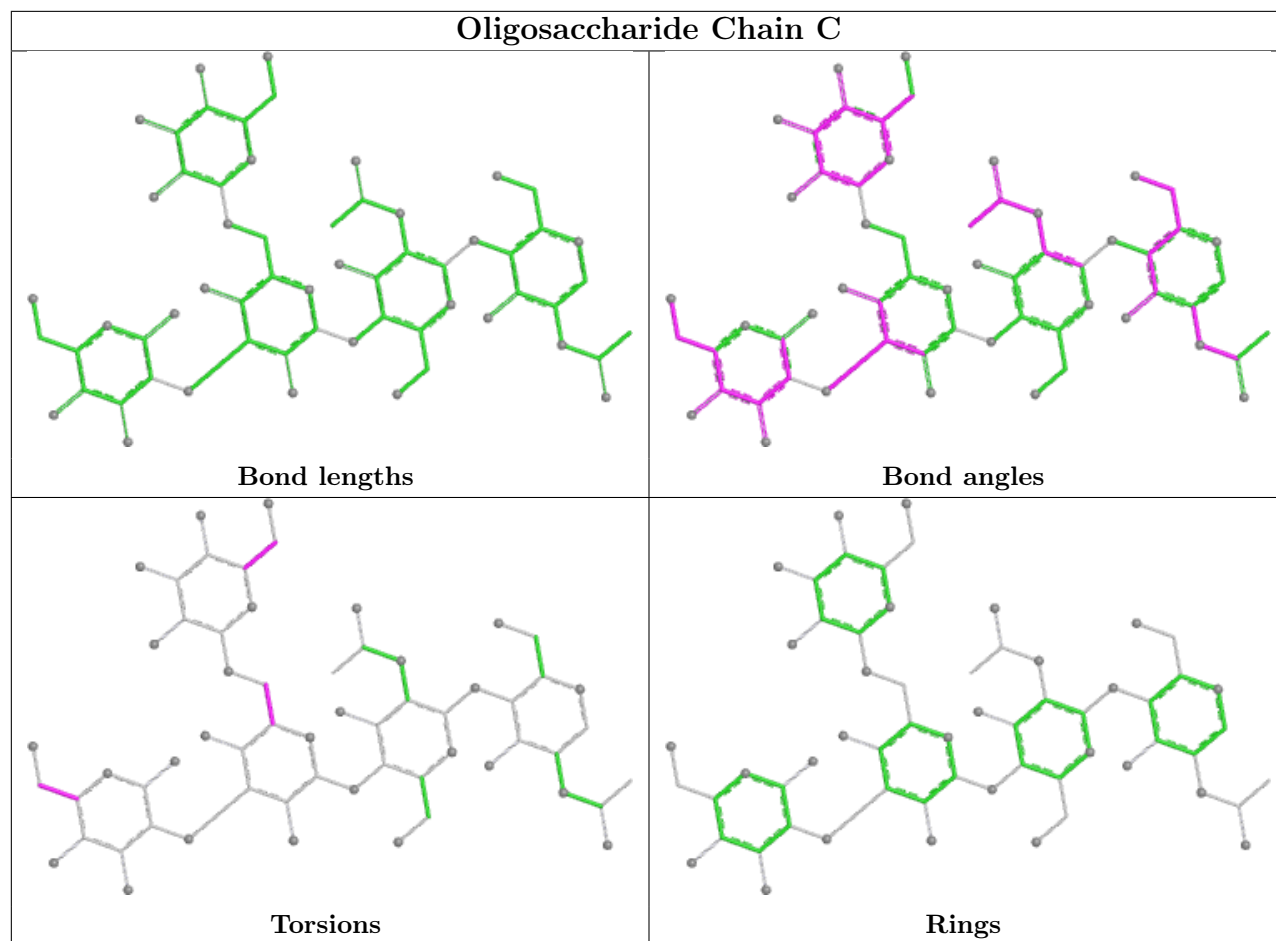 Oligosaccharide Chain C
Bond lengths
Bond angles
Torsions
Rings